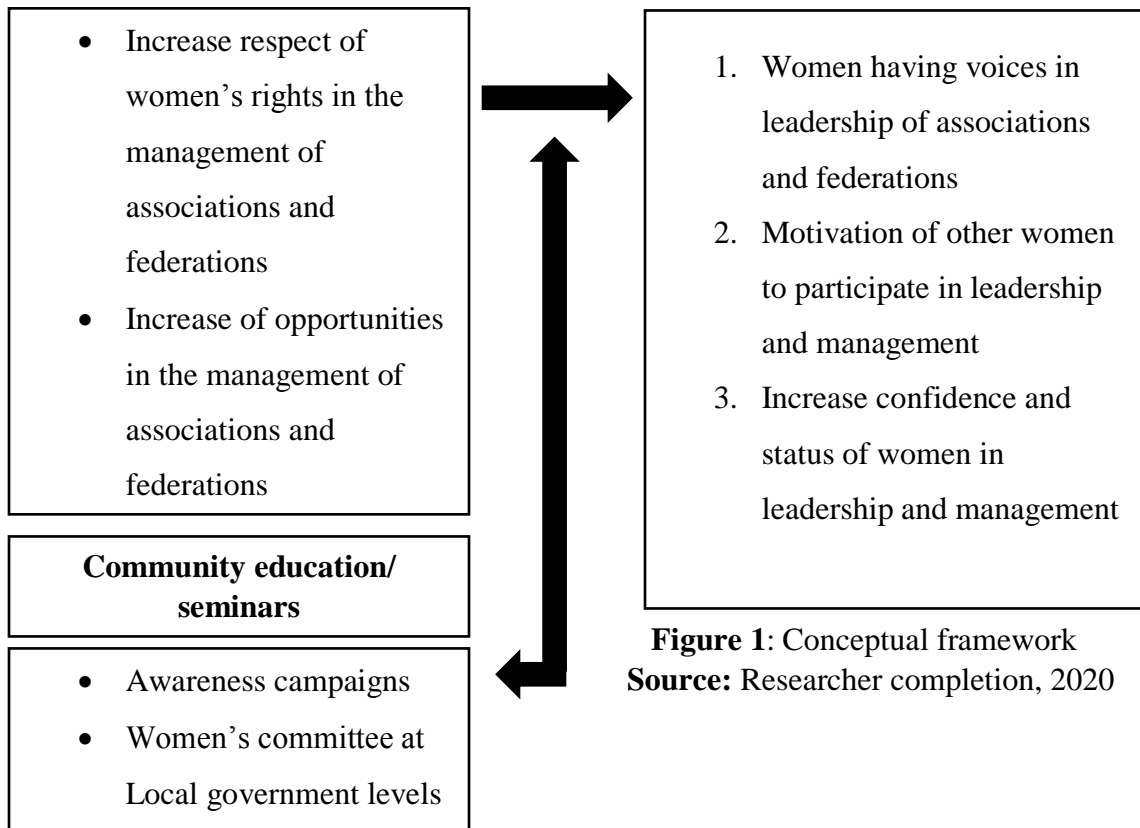 • Increase respect of
women’s rights in the
management of
associations and
federations
• Increase of opportunities
in the management of
associations and
federations
Community education/
seminars
• Awareness campaigns
• Women’s committee at
Local government levels
1. Women having voices in
leadership of associations
and federations
2. Motivation of other women
to participate in leadership
and management
3. Increase confidence and
status of women in
leadership and management
Figure 1: Conceptual framework
Source: Researcher completion, 2020